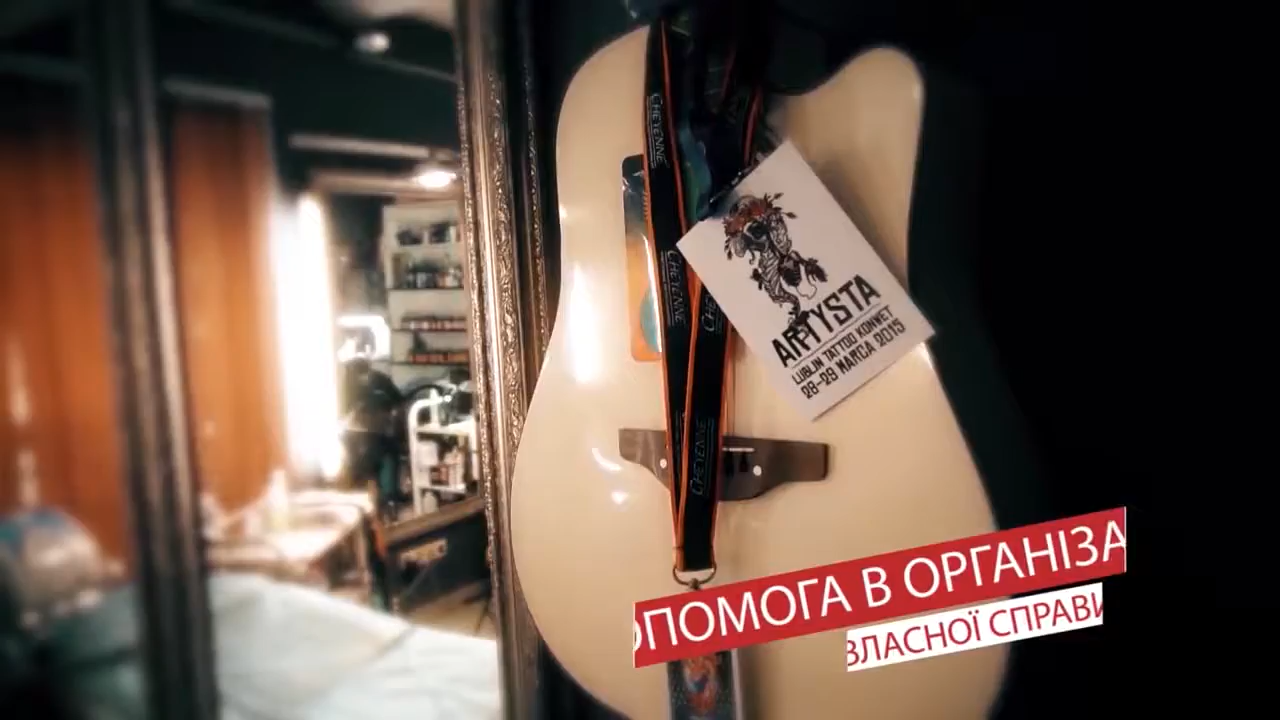 CHEYENNE
CHEYENNE
CHEYENNE
ARTYSTA
LUBLIN TATTOO KONWET
28-29 MARCA 2015
ОПОМОГА В ОРГАНІЗА
ВЛАСНОЇ СПРАВИ